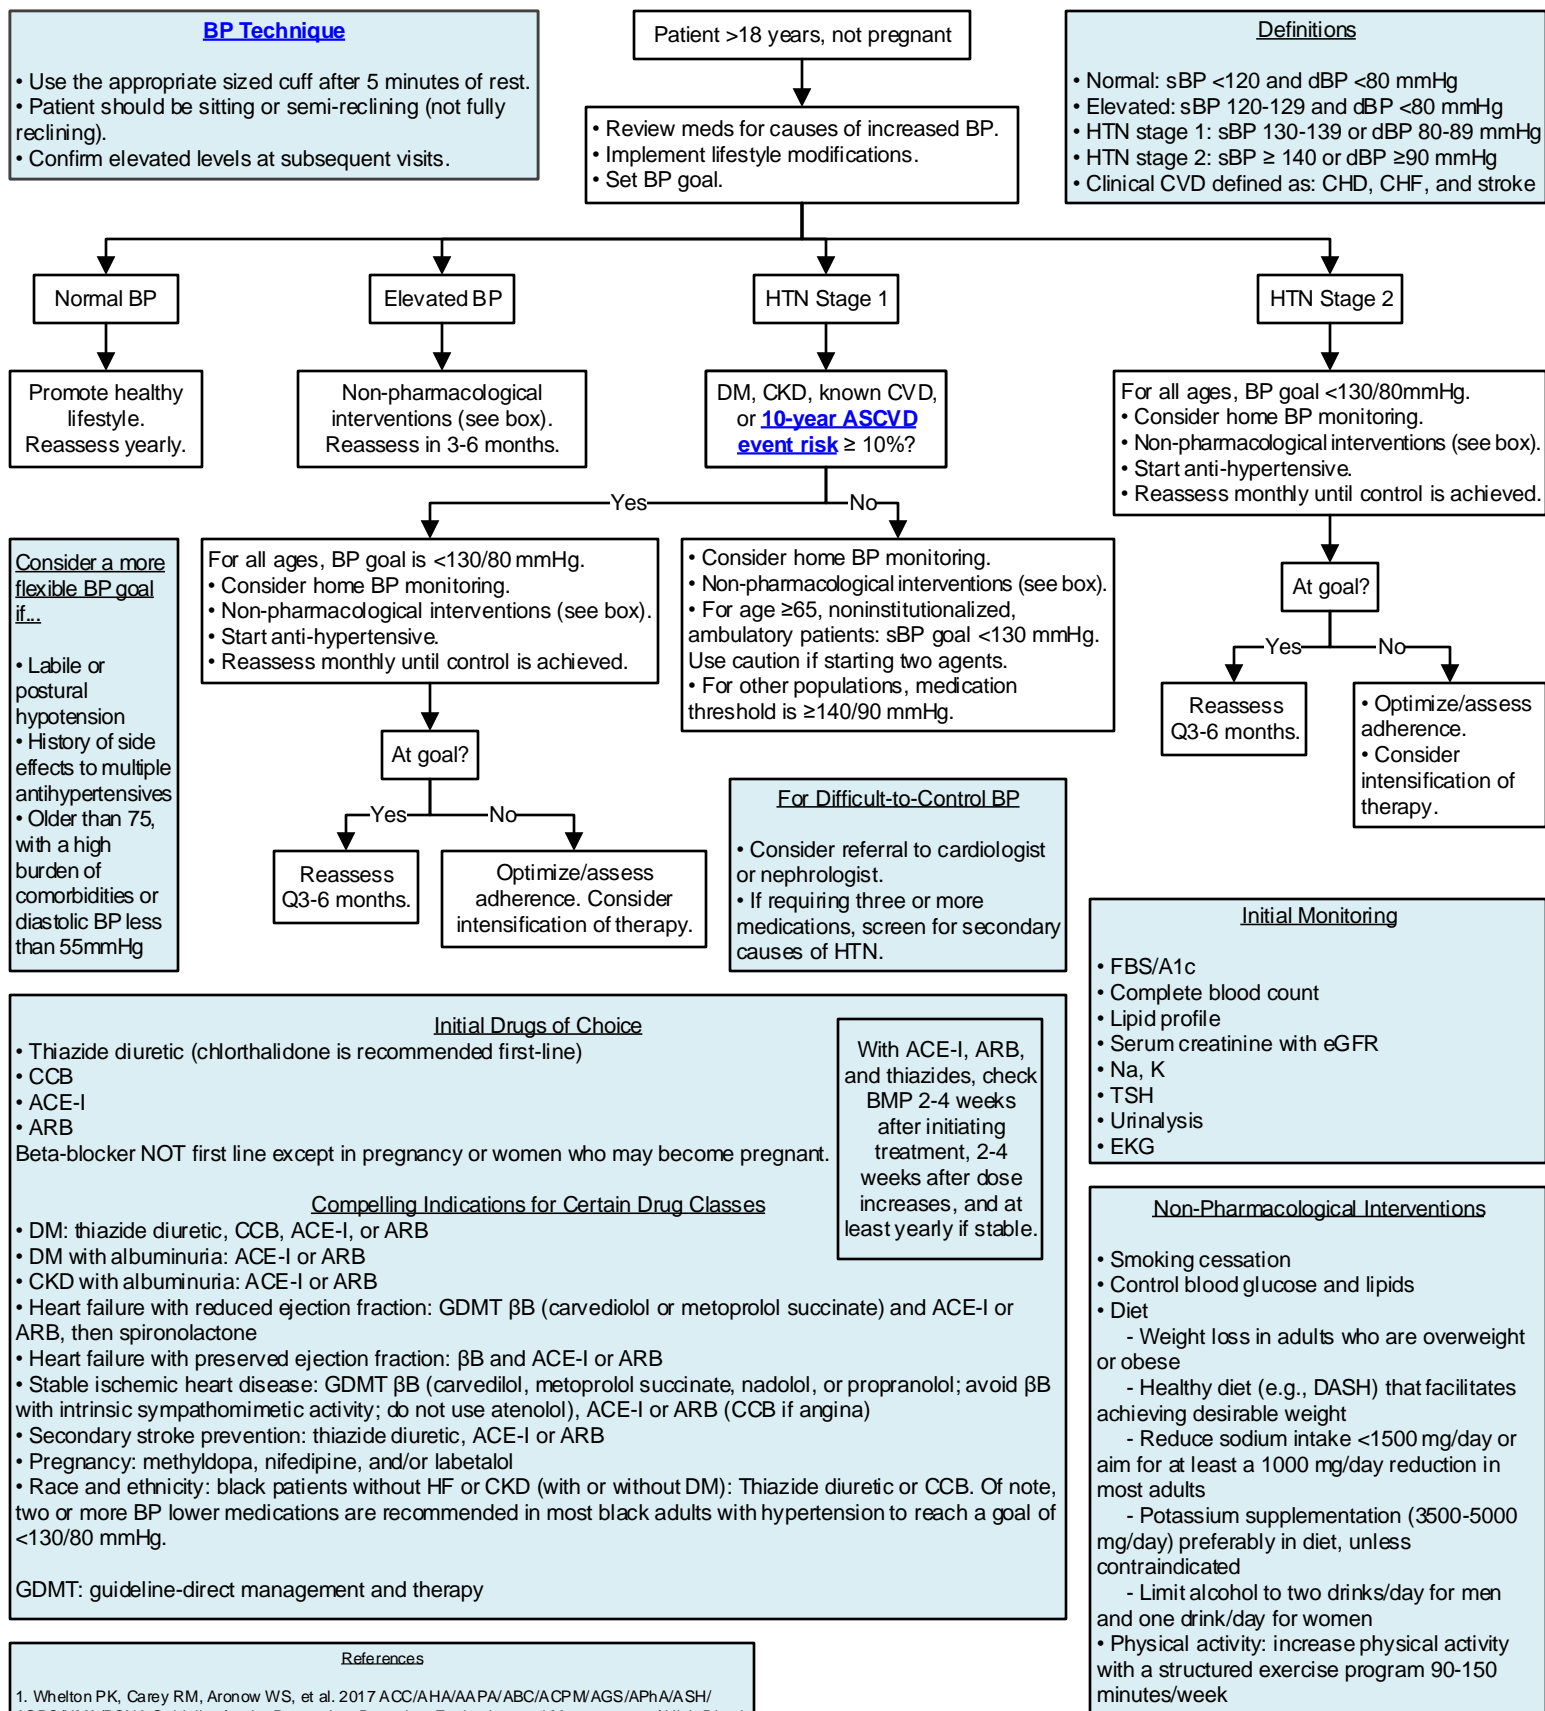 BP Technique
• Use the appropriate sized cuff after 5 minutes of rest.
• Patient should be sitting or semi-reclining (not fully
reclining).
• Confirm elevated levels at subsequent visits.
Patient >18 years, not pregnant
• Review meds for causes of increased BP.
• Implement lifestyle modifications.
• Set BP goal.
Definitions
• Normal: sBP <120 and dBP <80 mmHg
• Elevated: sBP 120-129 and dBP <80 mmHg
• HTN stage 1: sBP 130-139 or dBP 80-89 mmHg
• HTN stage 2: sBP ≥ 140 or dBP ≥90 mmHg
• Clinical CVD defined as: CHD, CHF, and stroke
Normal BP
Elevated BP
HTN Stage 1
HTN Stage 2
Promote healthy
lifestyle.
Reassess yearly.
Non-pharmacological
interventions (see box).
Reassess in 3-6 months.
DM, CKD, known CVD,
or 10-year ASCVD
event risk ≥ 10%?
For all ages, BP goal <130/80mmHg.
• Consider home BP monitoring.
• Non-pharmacological interventions (see box).
• Start anti-hypertensive.
• Reassess monthly until control is achieved.
Yes
No
Consider a more
flexible BP goal
if...
• Labile or
postural
hypotension
• History of side
effects to multiple
antihypertensives
• Older than 75,
with a high
burden of
comorbidities or
diastolic BP less
than 55mmHg
For all ages, BP goal is <130/80 mmHg.
• Consider home BP monitoring.
• Non-pharmacological interventions (see box).
• Start anti-hypertensive.
• Reassess monthly until control is achieved.
• Consider home BP monitoring.
• Non-pharmacological interventions (see box).
• For age ≥65, noninstitutionalized,
ambulatory patients: sBP goal <130 mmHg.
Use caution if starting two agents.
• For other populations, medication
threshold is ≥140/90 mmHg.
At goal?
Yes
No
Reassess
Q3-6 months.
• Optimize/assess
adherence.
• Consider
intensification of
therapy.
At goal?
Yes
No
Reassess
Q3-6 months.
Optimize/assess
adherence. Consider
intensification of therapy.
For Difficult-to-Control BP
• Consider referral to cardiologist
or nephrologist.
• If requiring three or more
medications, screen for secondary
causes of HTN.
Initial Monitoring
• FBS/A1c
• Complete blood count
• Lipid profile
• Serum creatinine with eGFR
• Na, K
• TSH
• Urinalysis
• EKG
Initial Drugs of Choice
• Thiazide diuretic (chlorthalidone is recommended first-line)
• CCB
• ACE-I
• ARB
Beta-blocker NOT first line except in pregnancy or women who may become pregnant.
With ACE-I, ARB,
and thiazides, check
BMP 2-4 weeks
after initiating
treatment, 2-4
weeks after dose
increases, and at
least yearly if stable.
Compelling Indications for Certain Drug Classes
• DM: thiazide diuretic, CCB, ACE-I, or ARB
• DM with albuminuria: ACE-I or ARB
• CKD with albuminuria: ACE-I or ARB
• Heart failure with reduced ejection fraction: GDMT βB (carvediolol or metoprolol succinate) and ACE-I or
ARB, then spironolactone
• Heart failure with preserved ejection fraction: βB and ACE-I or ARB
• Stable ischemic heart disease: GDMT βB (carvedilol, metoprolol succinate, nadolol, or propranolol; avoid βB
with intrinsic sympathomimetic activity; do not use atenolol), ACE-I or ARB (CCB if angina)
• Secondary stroke prevention: thiazide diuretic, ACE-I or ARB
• Pregnancy: methyldopa, nifedipine, and/or labetalol
• Race and ethnicity: black patients without HF or CKD (with or without DM): Thiazide diuretic or CCB. Of note,
two or more BP lower medications are recommended in most black adults with hypertension to reach a goal of
<130/80 mmHg.
GDMT: guideline-direct management and therapy
Non-Pharmacological Interventions
• Smoking cessation
• Control blood glucose and lipids
• Diet
- Weight loss in adults who are overweight
or obese
- Healthy diet (e.g., DASH) that facilitates
achieving desirable weight
- Reduce sodium intake <1500 mg/day or
aim for at least a 1000 mg/day reduction in
most adults
- Potassium supplementation (3500-5000
mg/day) preferably in diet, unless
contraindicated
- Limit alcohol to two drinks/day for men
and one drink/day for women
• Physical activity: increase physical activity
with a structured exercise program 90-150
minutes/week
References
1. Whelton PK, Carey RM, Aronow WS, et al. 2017 ACC/AHA/AAPA/ABC/ACPM/AGS/APhA/ASH/